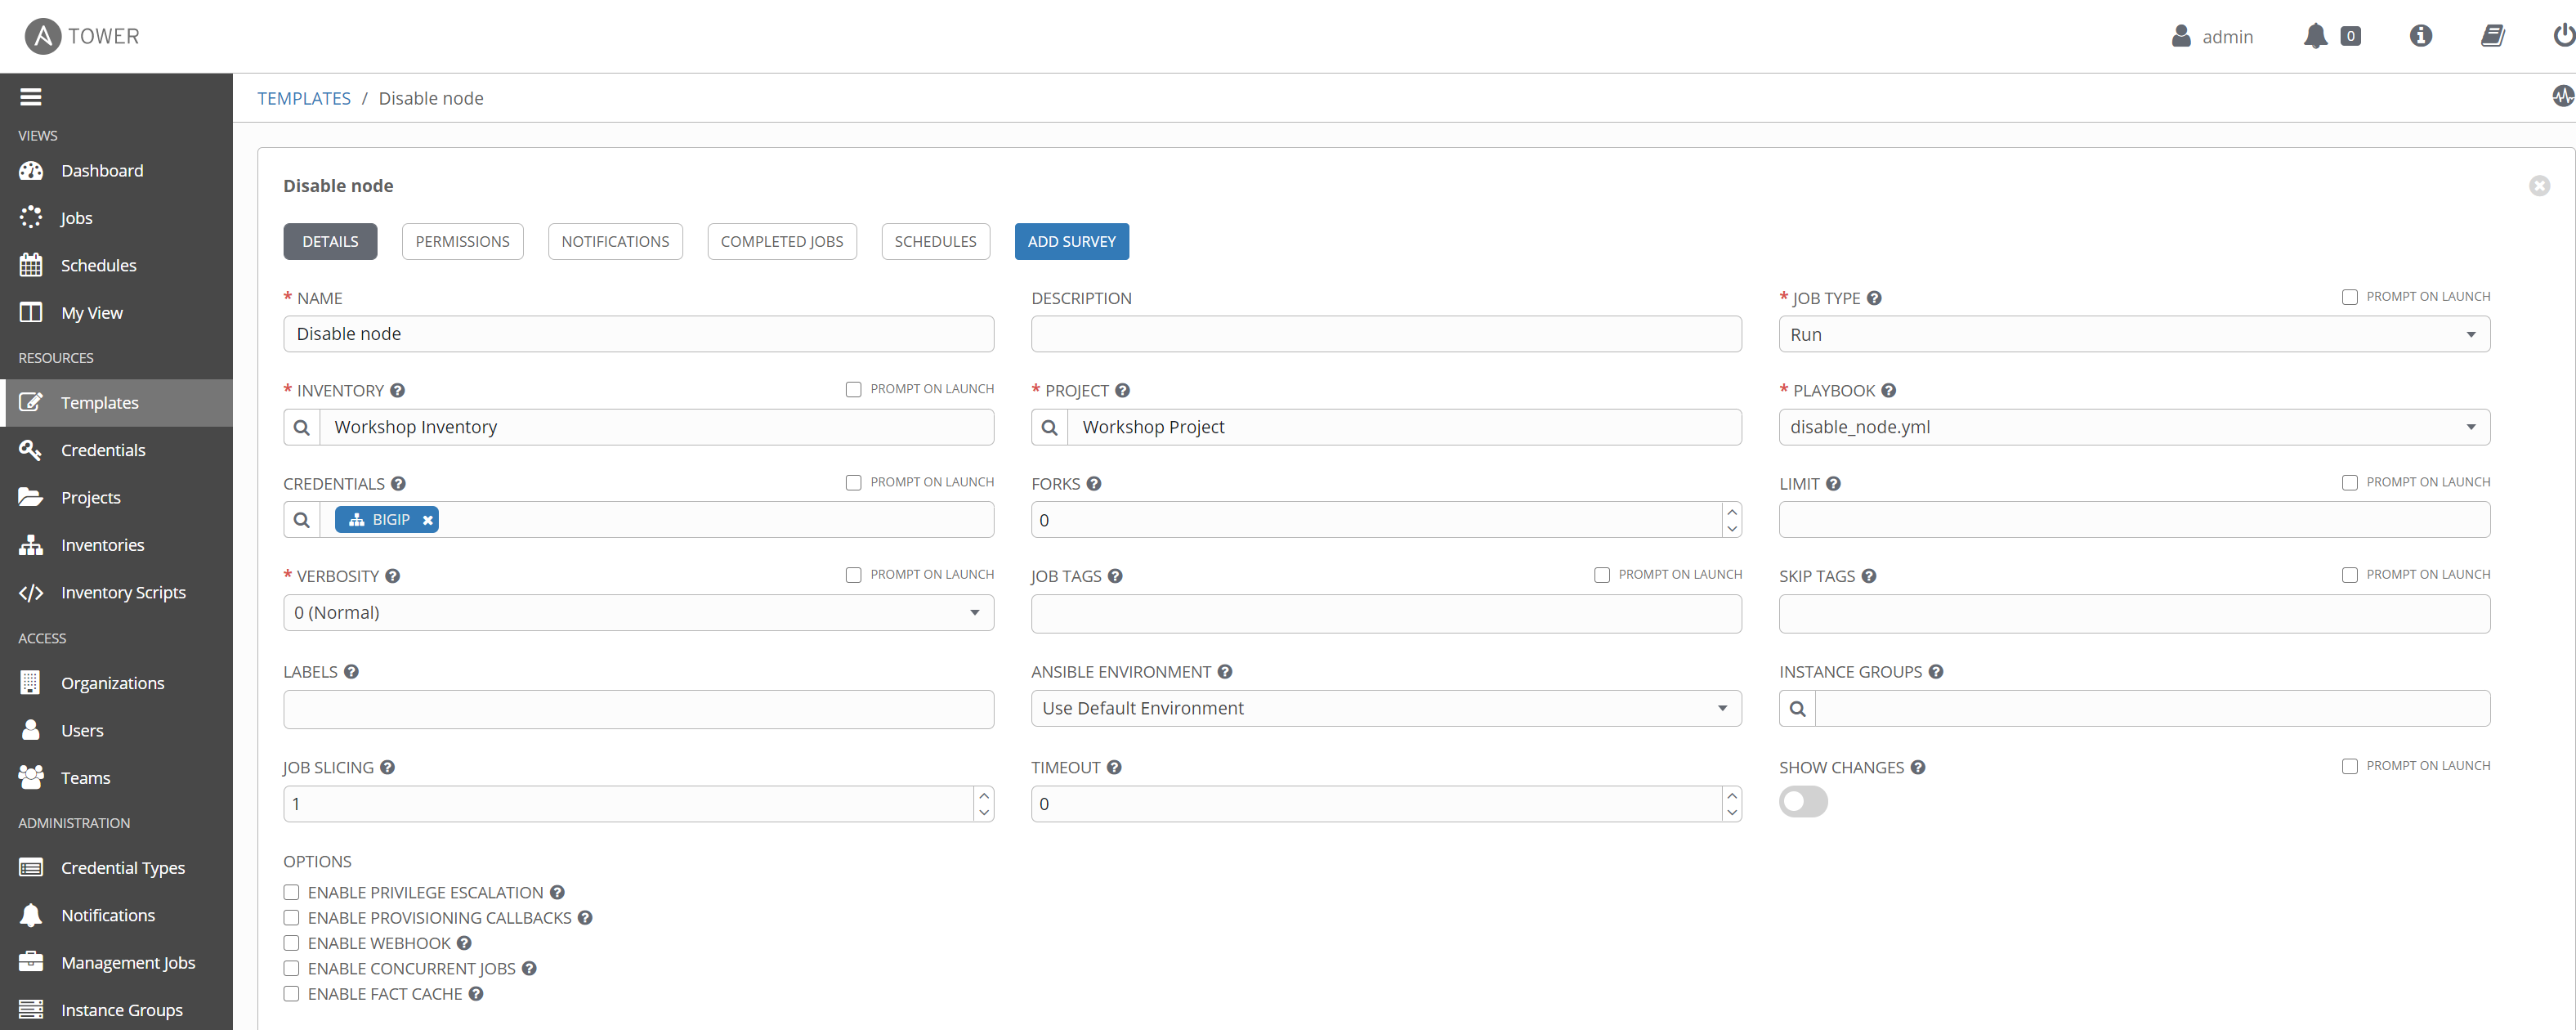 TOWER
admin
0
TEMPLATES / Disable node
VIEWS
Dashboard
Jobs
Schedules
My View
RESOURCES
Templates
Credentials
Projects
Inventories
Inventory Scripts
ACCESS
Organizations
Users
Teams
ADMINISTRATION
Credential Types
Notifications
Management Jobs
Instance Groups
Disable node
DETAILS PERMISSIONS NOTIFICATIONS COMPLETED JOBS SCHEDULES ADD SURVEY
* NAME
Disable node
DESCRIPTION
* JOB TYPE PROMPT ON LAUNCH
Run
* INVENTORY PROMPT ON LAUNCH
Workshop Inventory
* PROJECT
Workshop Project
* PLAYBOOK
disable_node.yml
CREDENTIALS PROMPT ON LAUNCH
BIGIP
FORKS
0
LIMIT PROMPT ON LAUNCH
* VERBOSITY PROMPT ON LAUNCH
0 (Normal)
JOB TAGS PROMPT ON LAUNCH
SKIP TAGS PROMPT ON LAUNCH
LABELS
ANSIBLE ENVIRONMENT
Use Default Environment
INSTANCE GROUPS
JOB SLICING
1
TIMEOUT
0
SHOW CHANGES PROMPT ON LAUNCH
OPTIONS
ENABLE PRIVILEGE ESCALATION
ENABLE PROVISIONING CALLBACKS
ENABLE WEBHOOK
ENABLE CONCURRENT JOBS
ENABLE FACT CACHE